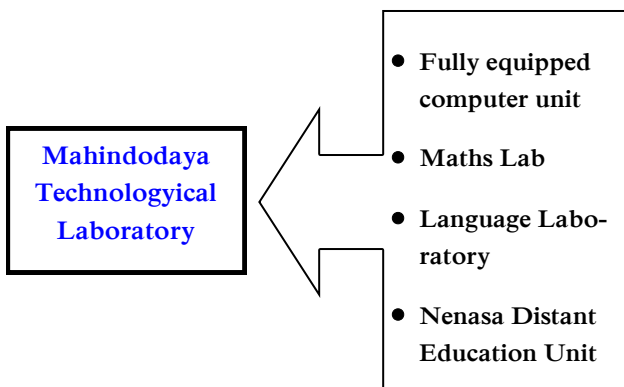 Mahindodaya
Technologyical
Laboratory
• Fully equipped
computer unit
• Maths Lab
• Language Labo-
ratory
• Nenasa Distant
Education Unit